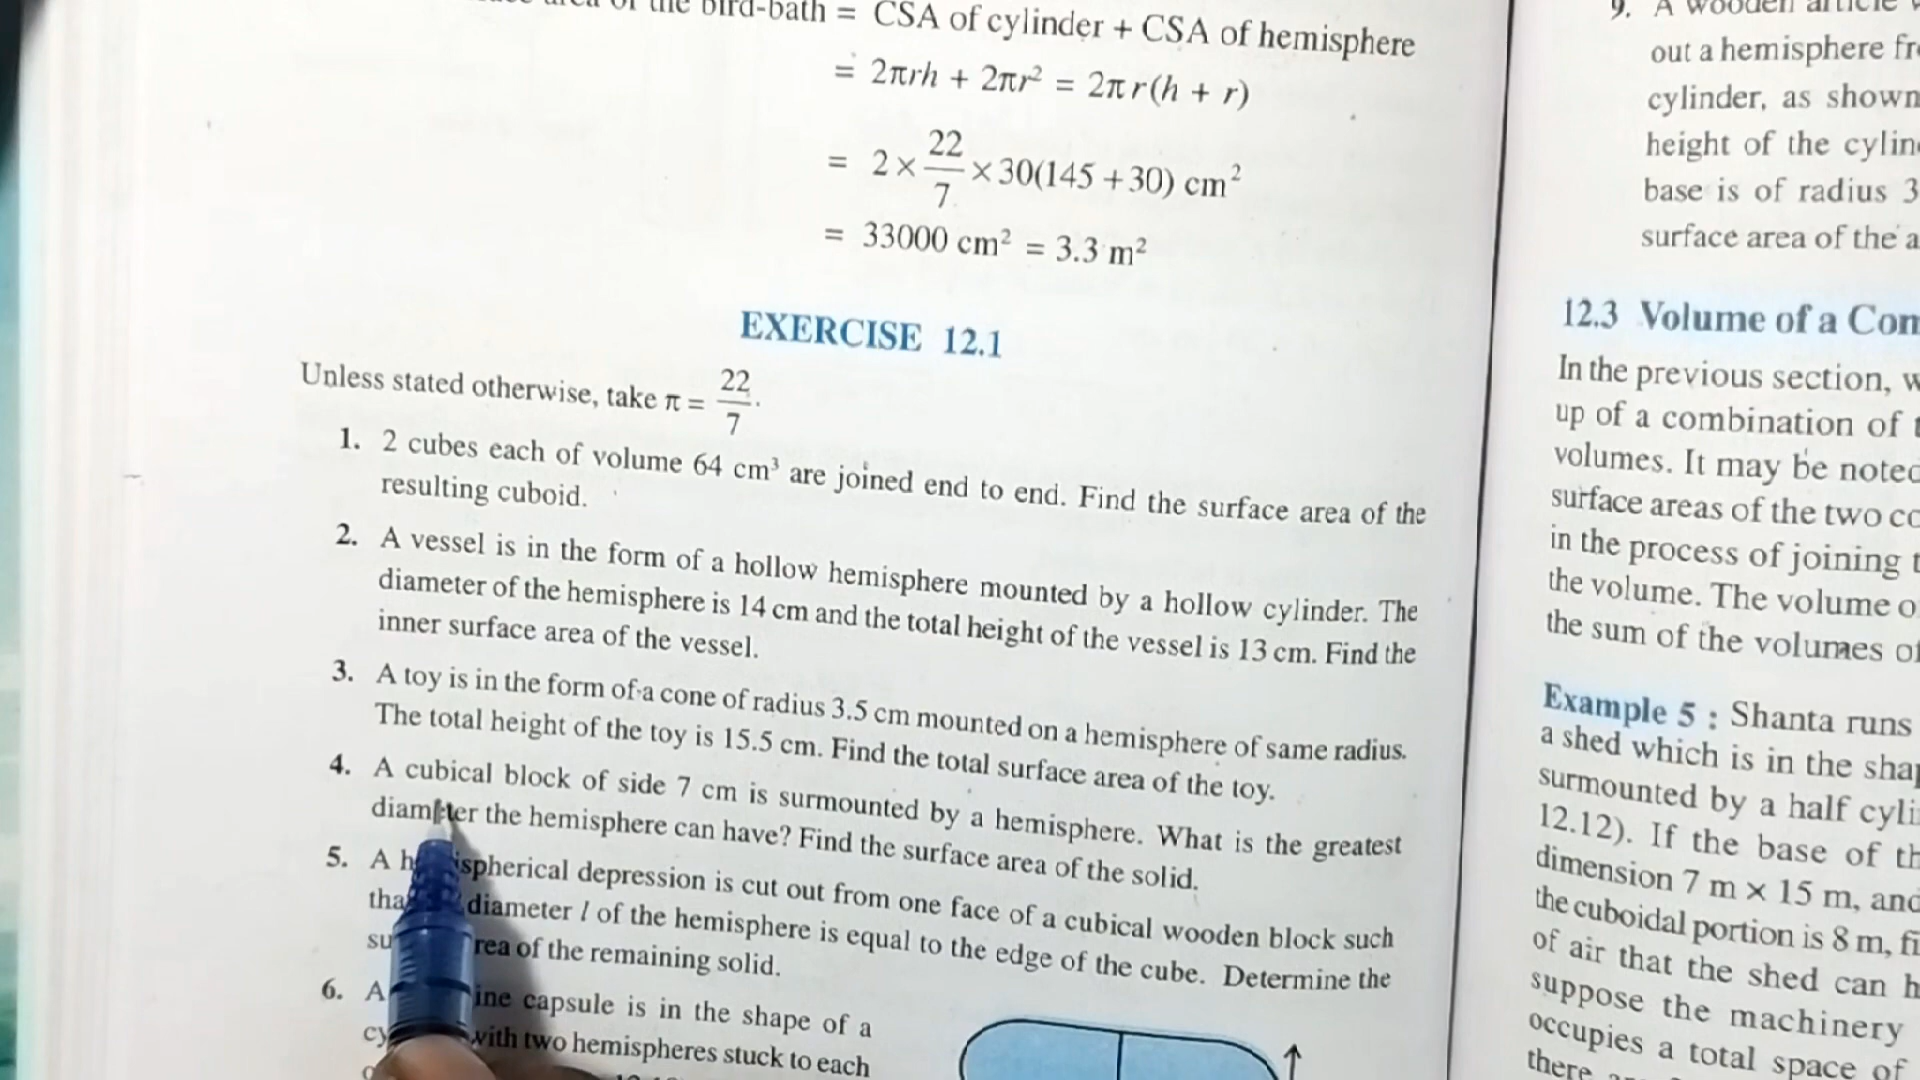 of the bird-bath = CSA of cylinder + CSA of hemisphere
= 2πrh + 2πr² = 2πr(h + r)
= 2 × 22/7 × 30(145 + 30) cm²
= 33000 cm² = 3.3 m²
EXERCISE 12.1
Unless stated otherwise, take π = 22/7.
1. 2 cubes each of volume 64 cm³ are joined end to end. Find the surface area of the
resulting cuboid.
2. A vessel is in the form of a hollow hemisphere mounted by a hollow cylinder. The
diameter of the hemisphere is 14 cm and the total height of the vessel is 13 cm. Find the
inner surface area of the vessel.
3. A toy is in the form of a cone of radius 3.5 cm mounted on a hemisphere of same radius.
The total height of the toy is 15.5 cm. Find the total surface area of the toy.
4. A cubical block of side 7 cm is surmounted by a hemisphere. What is the greatest
diameter the hemisphere can have? Find the surface area of the solid.
5. A spherical depression is cut out from one face of a cubical wooden block such
diameter l of the hemisphere is equal to the edge of the cube. Determine the
of the remaining solid.
6. A capsule is in the shape of a
with two hemispheres stuck to each
9. A wooden article
out a hemisphere
cylinder, as shown
height of the
base is of radius 3
surface area of the
12.3 Volume of a
In the previous section,
up of a combination of
volumes. It may be
surface areas of the two
in the process of joining
the volume. The volume
the sum of the volumes
Example 5 : Shanta runs
a shed which is in the
surmounted by a half
12.12). If the base of
dimension 7 m × 15 m,
the cuboidal portion is 8 m,
of air that the shed can
suppose the machinery
occupies a total space of
there